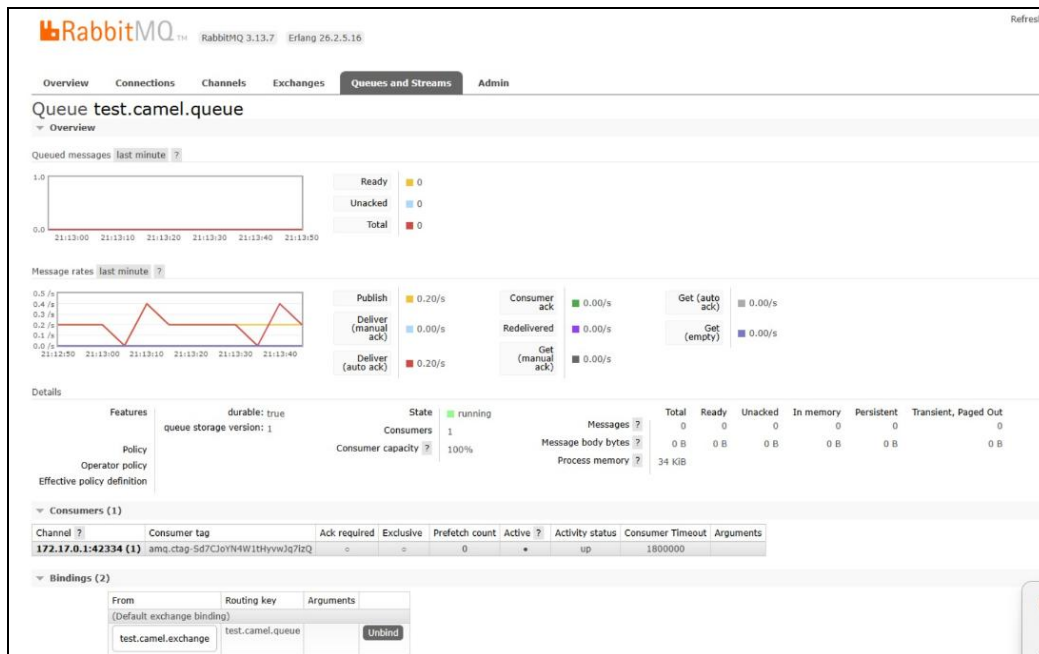 Refresh
RabbitMQ TM RabbitMQ 3.13.7 Erlang 26.2.5.16
Overview Connections Channels Exchanges Queues and Streams Admin
Queue test.camel.queue
Overview
Queued messages last minute ?
1.0
0.0
21:13:00 21:13:10 21:13:20 21:13:30 21:13:40 21:13:50
Ready 0
Unacked 0
Total 0
Message rates last minute ?
0.5 /s
0.4 /s
0.3 /s
0.2 /s
0.1 /s
0.0 /s
21:12:50 21:13:00 21:13:10 21:13:20 21:13:30 21:13:40
Publish 0.20/s
Deliver (manual ack) 0.00/s
Deliver (auto ack) 0.20/s
Consumer ack 0.00/s
Redelivered 0.00/s
Get (manual ack) 0.00/s
Get (auto ack) 0.00/s
Get (empty) 0.00/s
Details
Features durable: true
queue storage version: 1
Policy
Operator policy
Effective policy definition
State running
Consumers 1
Consumer capacity ? 100%
Total Ready Unacked In memory Persistent Transient, Paged Out
Messages ? 0 0 0 0 0 0
Message body bytes ? 0 B 0 B 0 B 0 B 0 B 0 B
Process memory ? 34 KiB
Consumers (1)
Channel ? Consumer tag Ack required Exclusive Prefetch count Active ? Activity status Consumer Timeout Arguments
172.17.0.1:42334 (1) amq.ctag-Sd7CJoYN4W1tHyvwJq7izQ ○ ○ 0 ● up 1800000
Bindings (2)
From Routing key Arguments
(Default exchange binding)
test.camel.exchange test.camel.queue Unbind